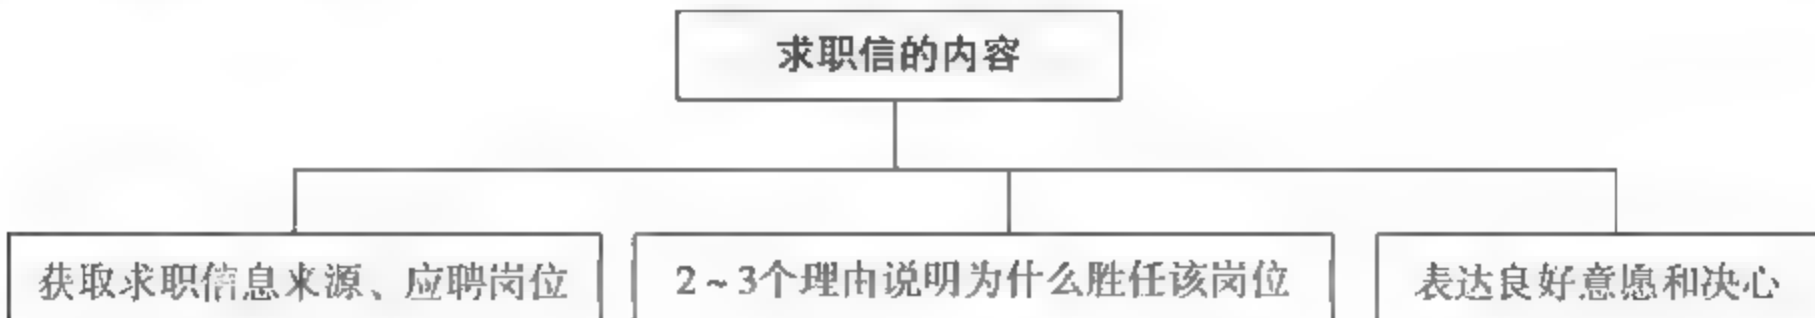 求职信的内容
获取求职信息来源、应聘岗位
2~3个理由说明为什么胜任该岗位
表达良好意愿和决心